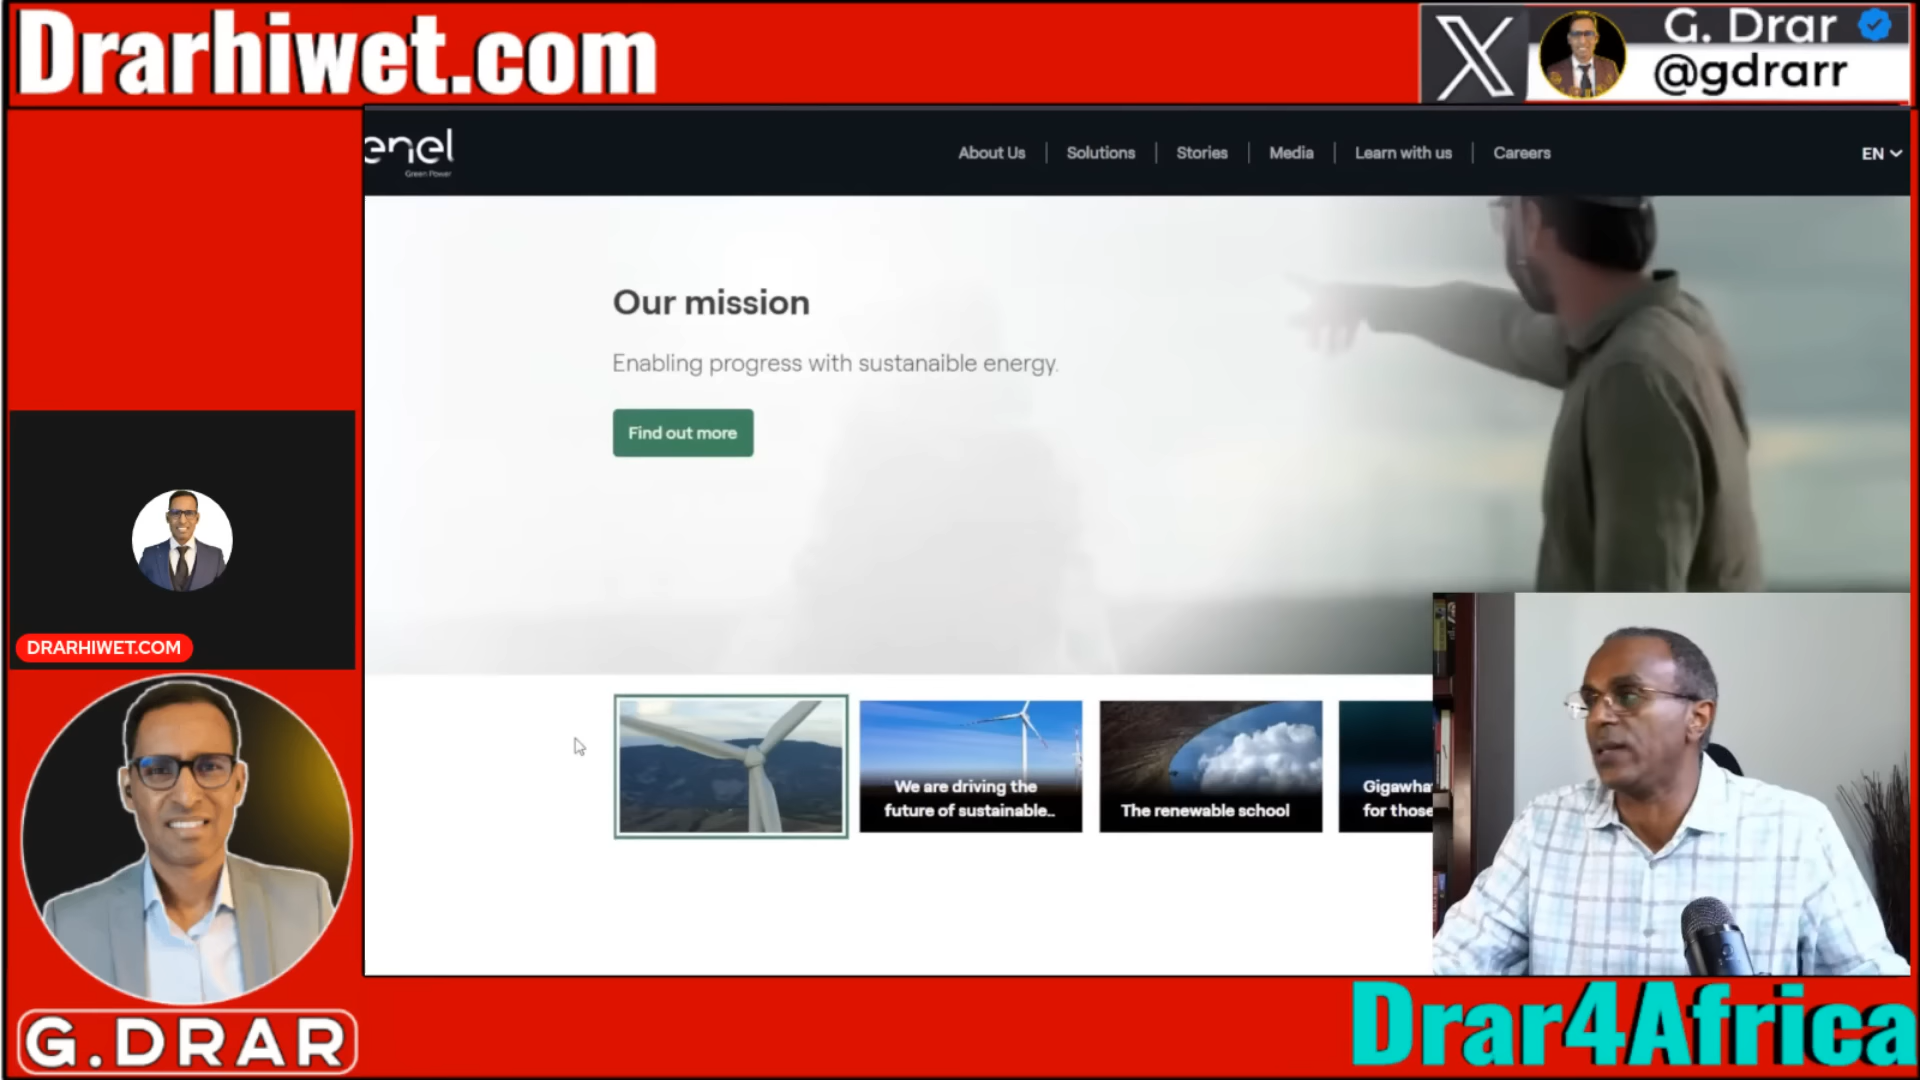 Drarhiwet.com
G. Drar
@gdrarr
enel
Green Power
About Us
Solutions
Stories
Media
Learn with us
Careers
EN
Our mission
Enabling progress with sustanaible energy.
Find out more
DRARHIWET.COM
We are driving the
future of sustainable...
The renewable school
Gigawha
for those
G.DRAR
Drar4Africa